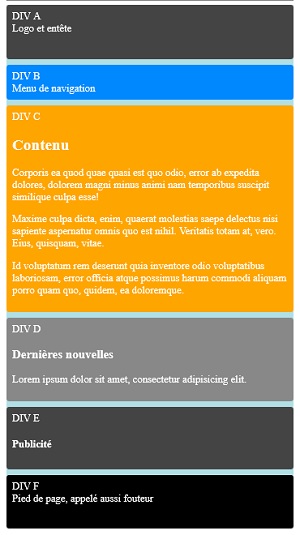 DIV A
Logo et entête
DIV B
Menu de navigation
DIV C
Contenu
Corporis ea quod quae quasi est quo odio, error ab expedita
dolores, dolorem magni minus animi nam temporibus suscipit
similique culpa esse!
Maxime culpa dicta, enim, quaerat molestias saepe delectus nisi
sapiente aspernatur omnis quo est nihil. Veritatis totam at, vero.
Eius, quisquam, vitae.
Id voluptatum rem deserunt quia inventore odio voluptatibus
laboriosam, error officia atque possimus harum commodi aliquam
porro quam quo, quidem, ea doloremque.
DIV D
Dernières nouvelles
Lorem ipsum dolor sit amet, consectetur adipisicing elit.
DIV E
Publicité
DIV F
Pied de page, appelé aussi fouteur